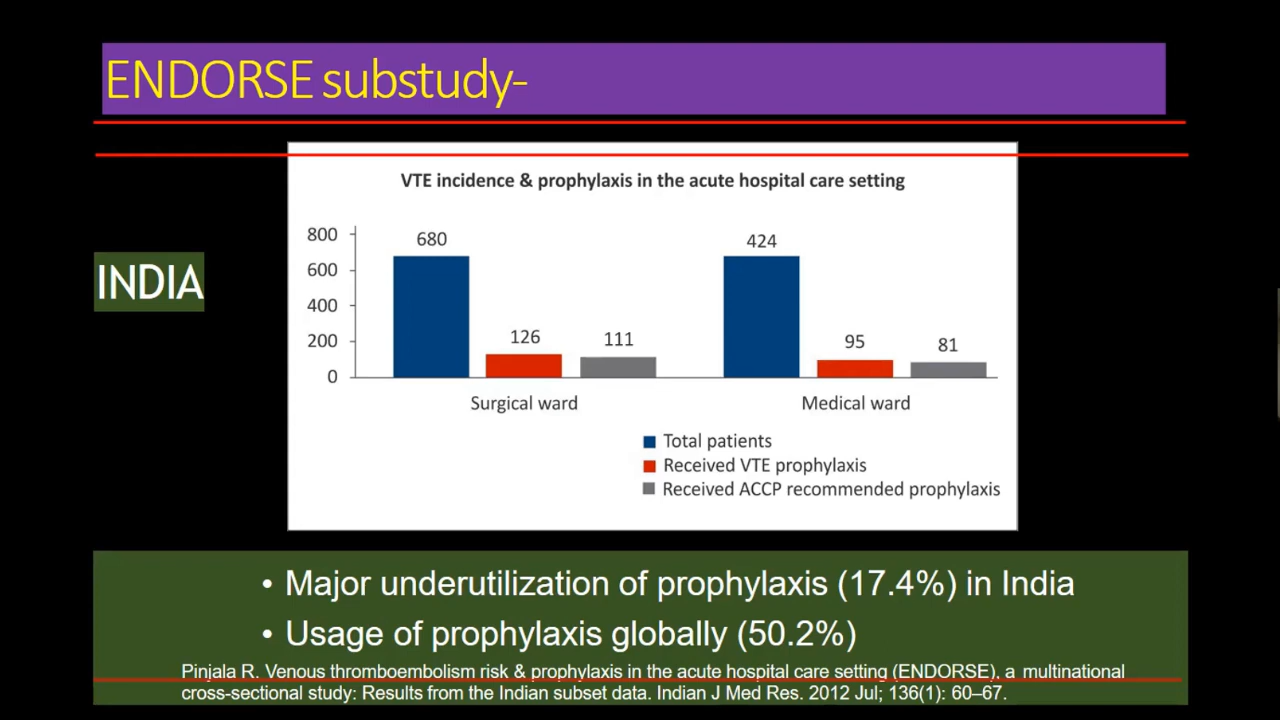 ENDORSE substudy-
VTE incidence & prophylaxis in the acute hospital care setting
INDIA
800
600
400
200
0
680
126
111
424
95
81
Surgical ward
Medical ward
Total patients
Received VTE prophylaxis
Received ACCP recommended prophylaxis
• Major underutilization of prophylaxis (17.4%) in India
• Usage of prophylaxis globally (50.2%)
Pinjala R. Venous thromboembolism risk & prophylaxis in the acute hospital care setting (ENDORSE), a multinational
cross-sectional study: Results from the Indian subset data. Indian J Med Res. 2012 Jul; 136(1): 60–67.